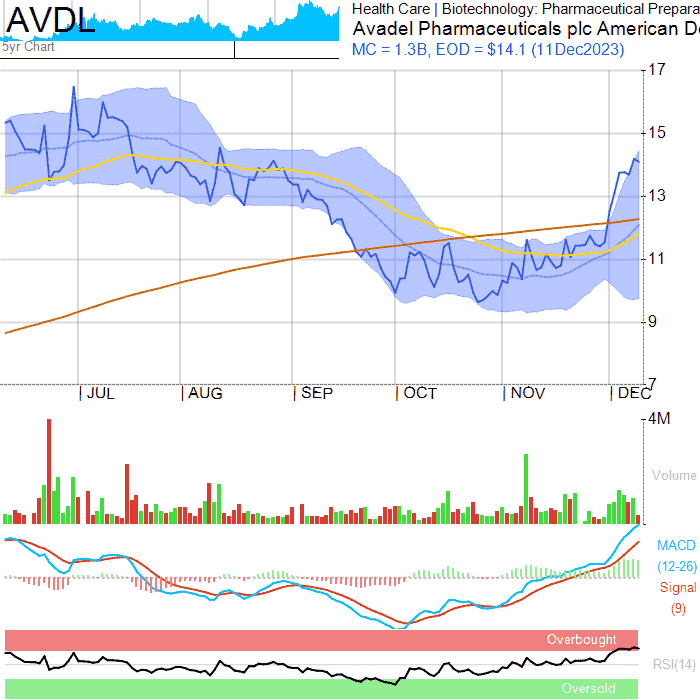 AVDL
5yr Chart
Health Care | Biotechnology: Pharmaceutical Prepara
Avadel Pharmaceuticals plc American De
MC = 1.3B, EOD = $14.1 (11Dec2023)
17
15
13
11
9
7
| JUL | AUG | SEP | OCT | NOV | DEC
4M
Volume
MACD
(12-26)
Signal
(9)
Overbought
RSI(14)
Oversold